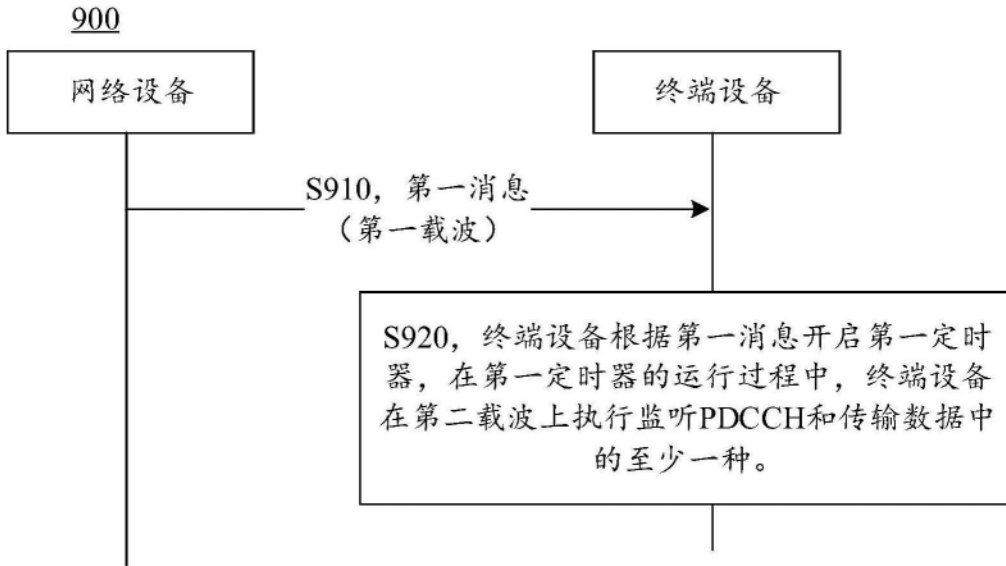 900
网络设备
终端设备
S910，第一消息
（第一载波）
S920，终端设备根据第一消息开启第一定时
器，在第一定时器的运行过程中，终端设备
在第二载波上执行监听PDCCH和传输数据中
的至少一种。